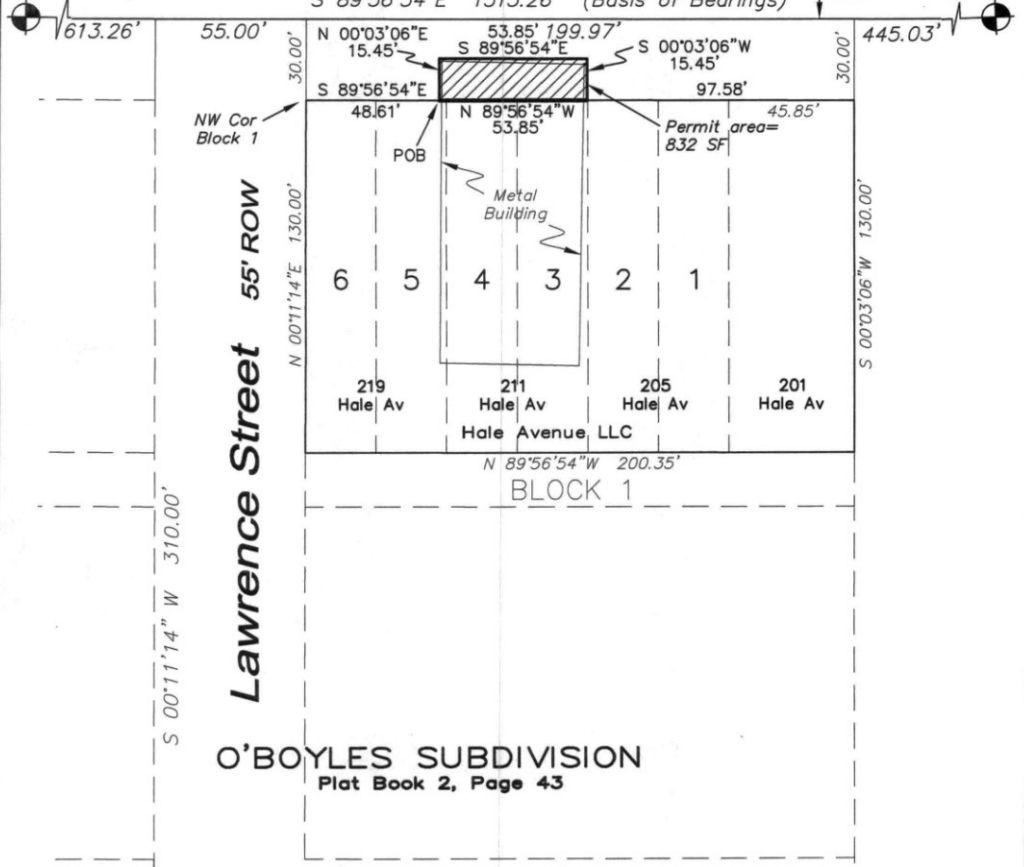 S 89°56'54"E 1313.26' (Basis of Bearings)
613.26' 55.00' 199.97' 445.03'
N 00°03'06"E
15.45'
53.85'
S 89°56'54"E
S 00°03'06"W
15.45'
30.00'
30.00'
S 89°56'54"E
48.61'
97.58'
45.85'
NW Cor
Block 1
N 89°56'54"W
53.85'
Permit area=
832 SF
POB
Metal
Building
N 00°11'14"E 130.00'
S 00°03'06"W 130.00'
6 5 4 3 2 1
219
Hale Av
211
Hale Av
205
Hale Av
201
Hale Av
Hale Avenue LLC
N 89°56'54"W 200.35'
BLOCK 1
Lawrence Street 55' ROW
S 00°11'14" W 310.00'
O'BOYLES SUBDIVISION
Plat Book 2, Page 43